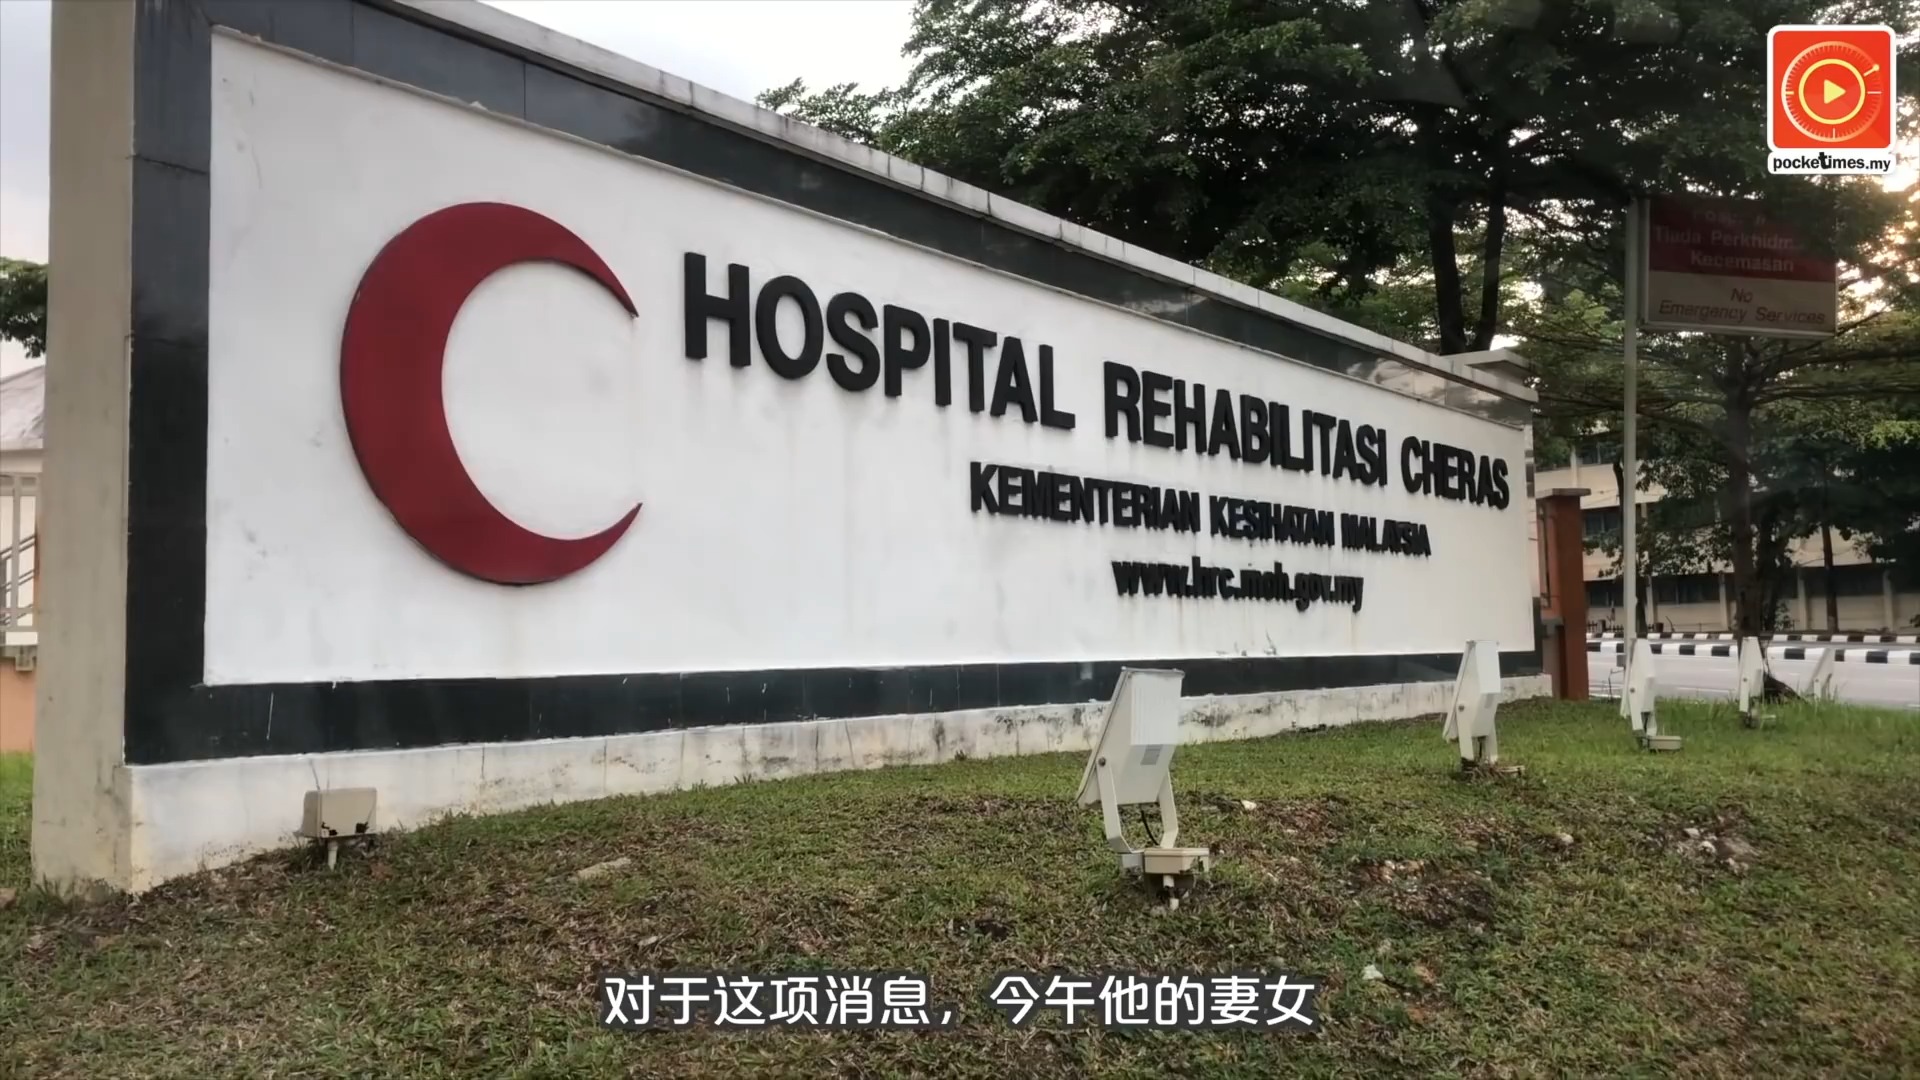 HOSPITAL REHABILITASI CHERAS
KEMENTERIAN KESIHATAN MALAYSIA
www.hrc.moh.gov.my
pocketimes.my
Kecemasan
No
Emergency Services
对于这项消息，今午他的妻女